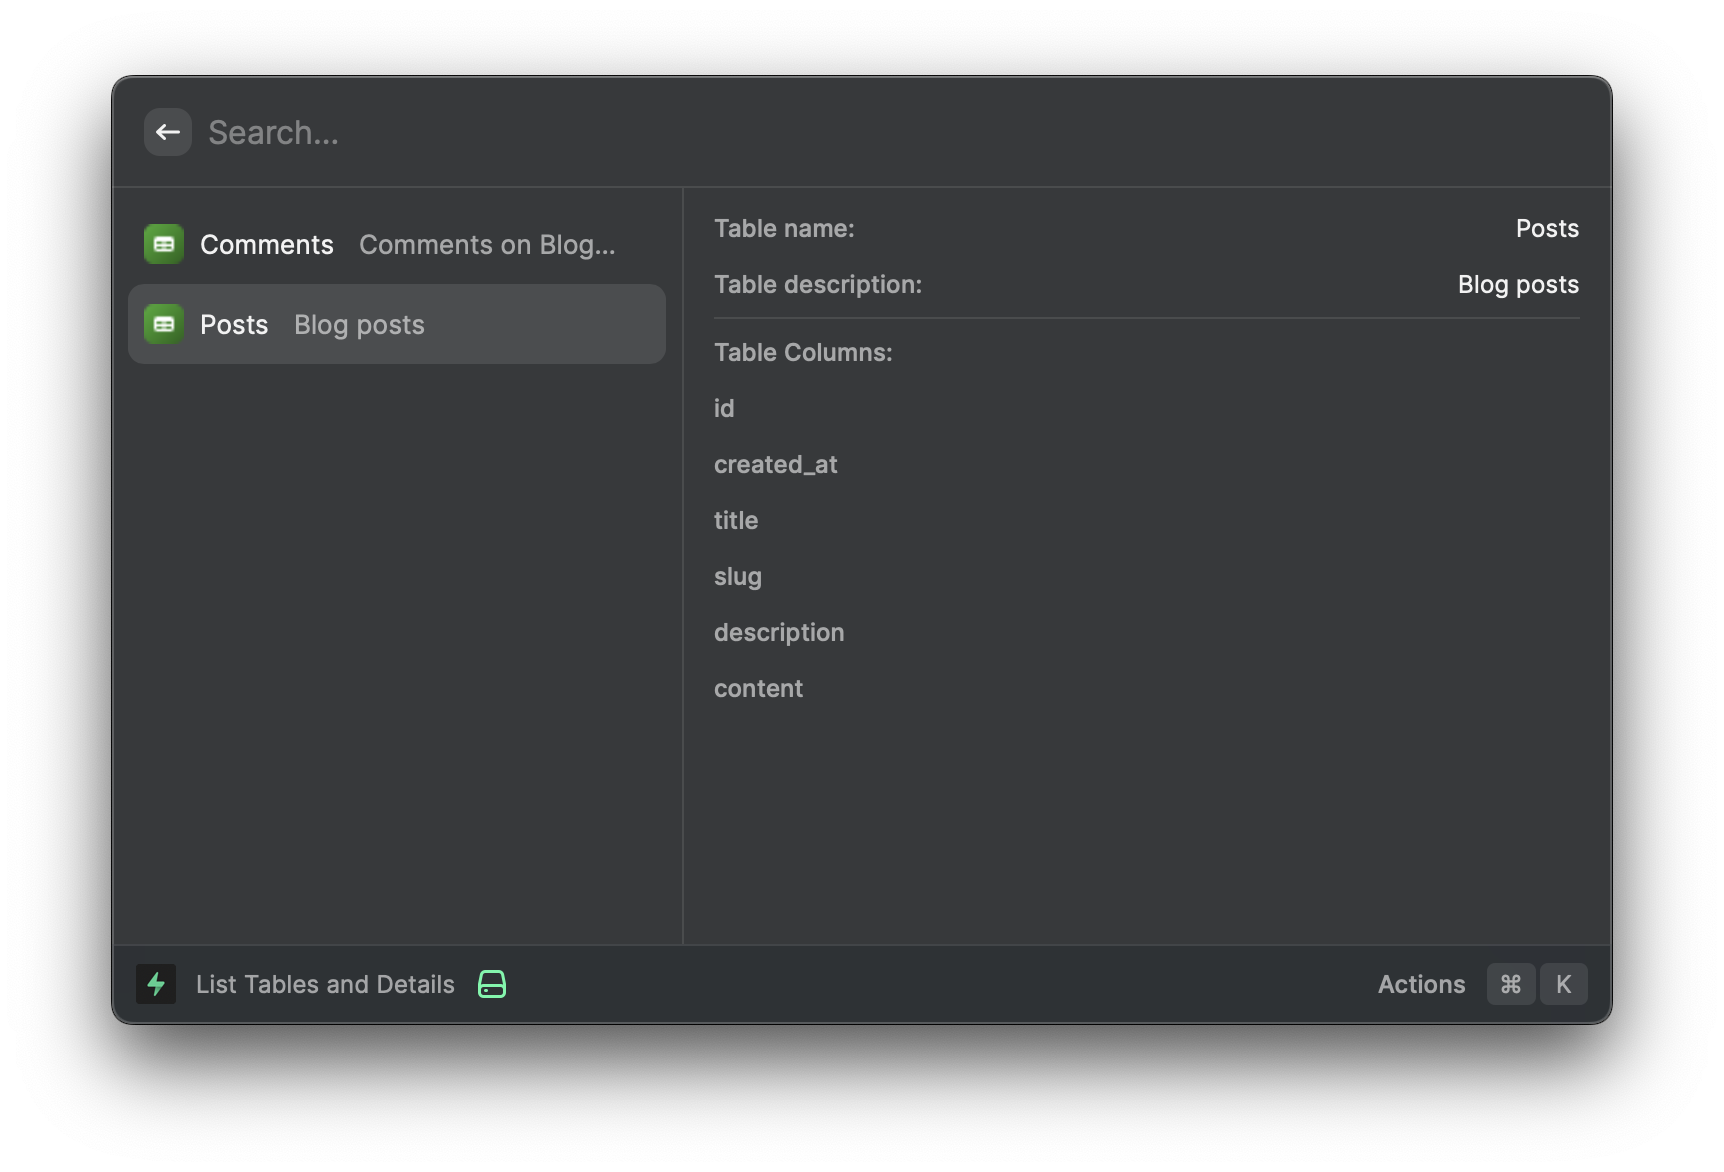 Search...
Comments Comments on Blog...
Posts Blog posts
Table name: Posts
Table description: Blog posts
Table Columns:
id
created_at
title
slug
description
content
List Tables and Details
Actions ⌘ K